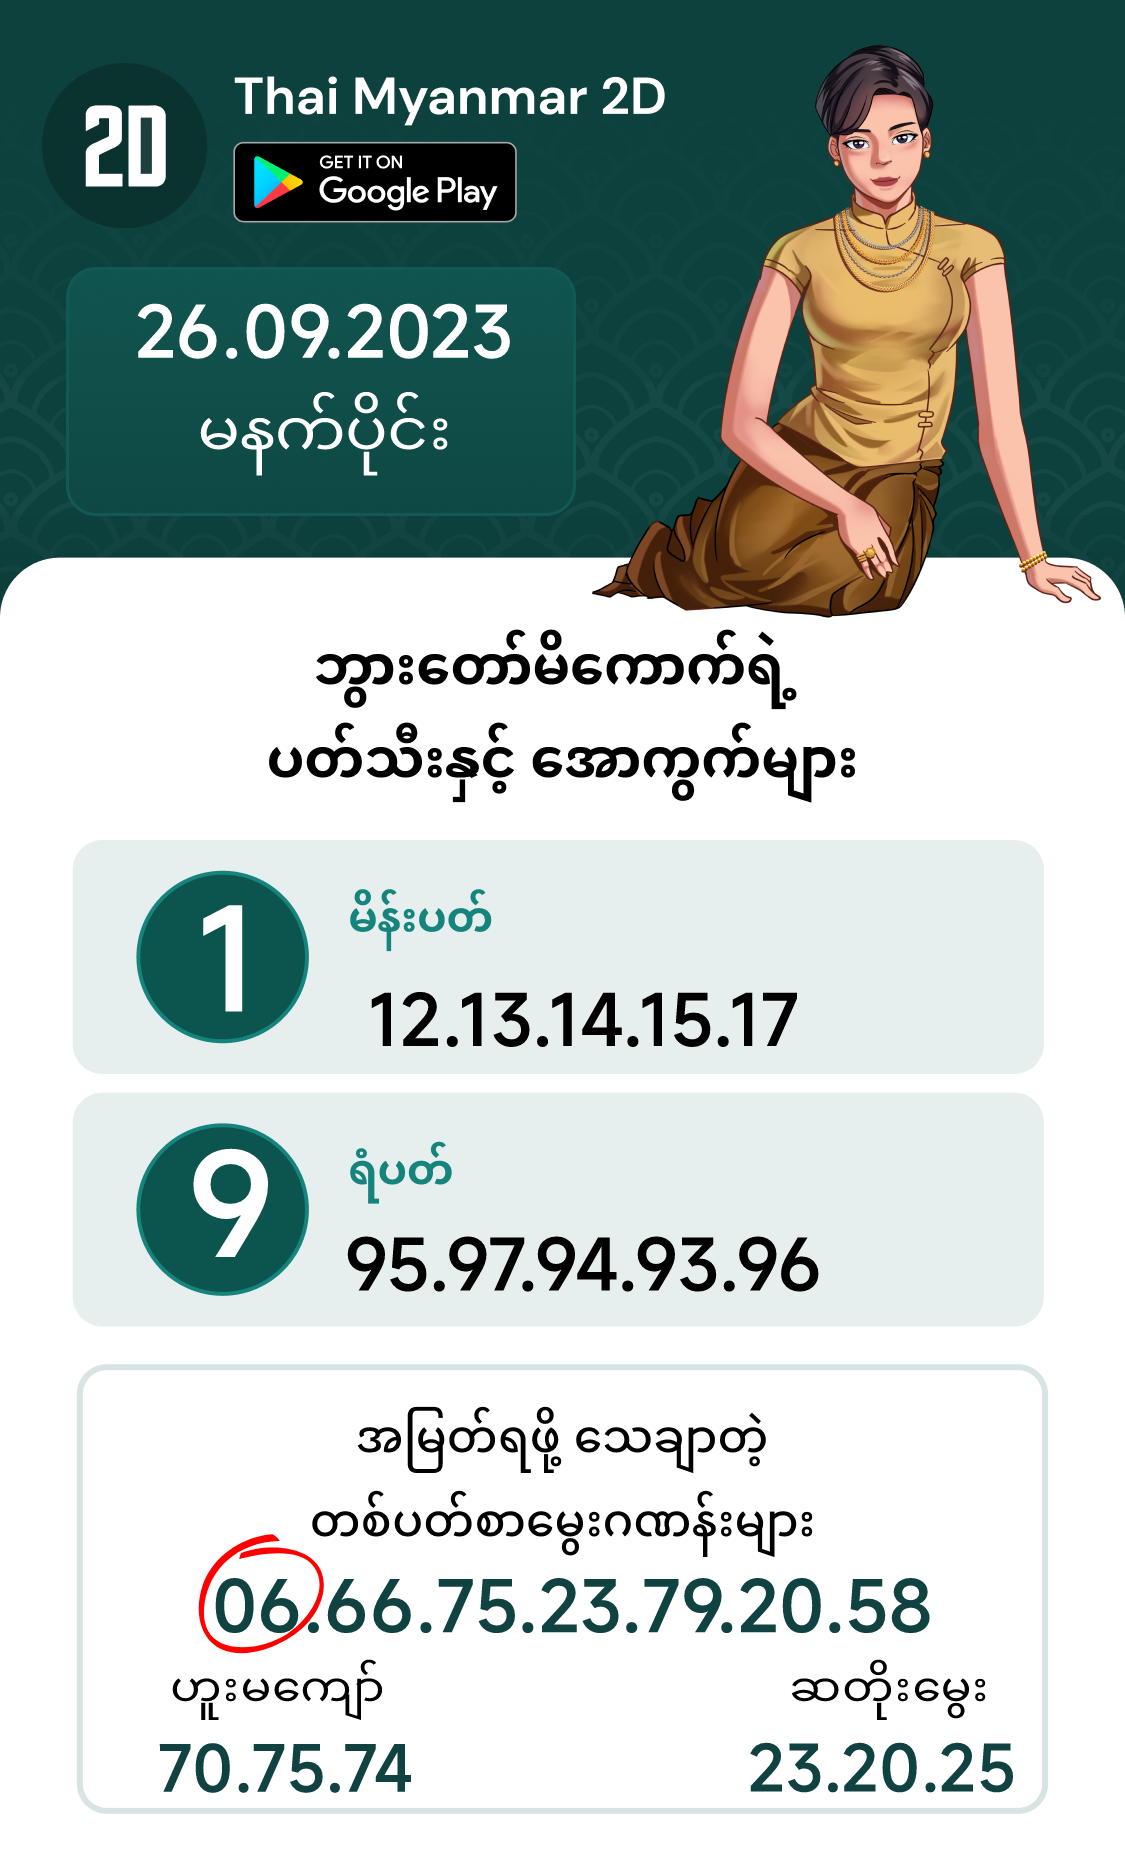 2D
Thai Myanmar 2D
GET IT ON
Google Play
26.09.2023
မနက်ပိုင်း
ဘွားတော်မိကောက်ရဲ့
ပတ်သီးနှင့် အောကွက်များ
1
မိန်းပတ်
12.13.14.15.17
9
ရံပတ်
95.97.94.93.96
အမြတ်ရဖို့ သေချာတဲ့
တစ်ပတ်စာမွေးဂဏန်းများ
06.66.75.23.79.20.58
ဟူးမကျော် ဆတိုးမွေး
70.75.74 23.20.25